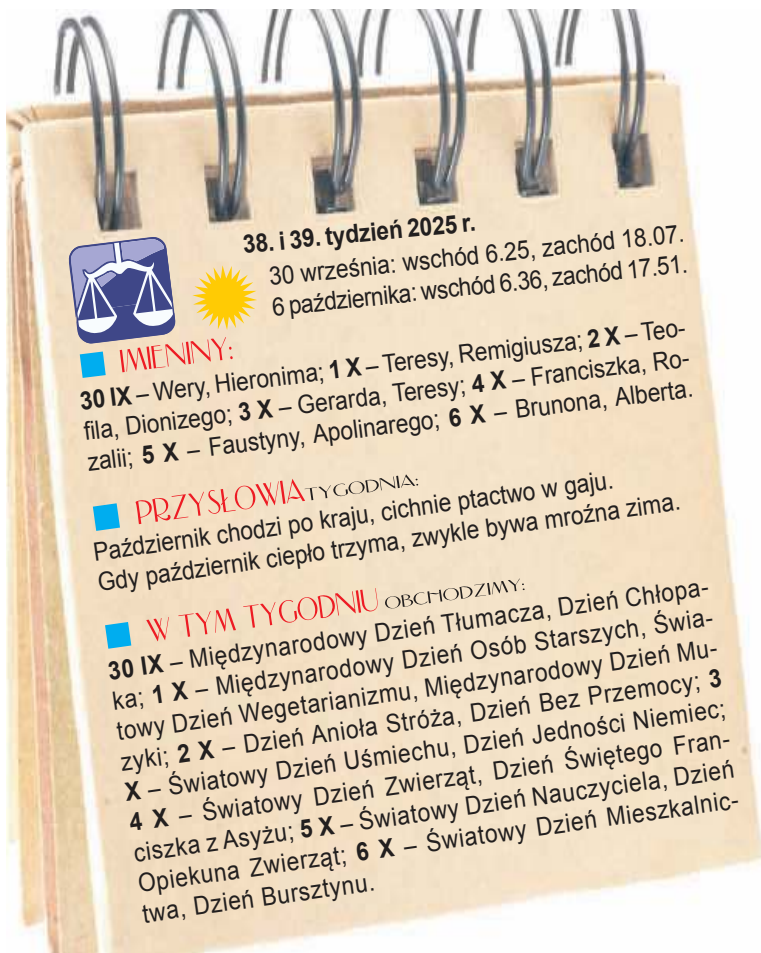 38. i 39. tydzień 2025 r.
30 września: wschód 6.25, zachód 18.07.
6 października: wschód 6.36, zachód 17.51.
IMIENINY:
30 IX – Wery, Hieronima; 1 X – Teresy, Remigiusza; 2 X – Teo-
fila, Dionizego; 3 X – Gerarda, Teresy; 4 X – Franciszka, Ro-
zalii; 5 X – Faustyny, Apolinarego; 6 X – Brunona, Alberta.
PRZYSŁOWIA TYGODNIA:
Październik chodzi po kraju, cichnie ptactwo w gaju.
Gdy październik ciepło trzyma, zwykle bywa mroźna zima.
W TYM TYGODNIU OBCHODZIMY:
30 IX – Międzynarodowy Dzień Tłumacza, Dzień Chłopa-
ka; 1 X – Międzynarodowy Dzień Osób Starszych, Świa-
towy Dzień Wegetarianizmu, Międzynarodowy Dzień Mu-
zyki; 2 X – Dzień Anioła Stróża, Dzień Bez Przemocy; 3
X – Światowy Dzień Uśmiechu, Dzień Jedności Niemiec;
4 X – Światowy Dzień Zwierząt, Dzień Świętego Fran-
ciszka z Asyżu; 5 X – Światowy Dzień Nauczyciela, Dzień
Opiekuna Zwierząt; 6 X – Światowy Dzień Mieszkalnic-
twa, Dzień Bursztynu.